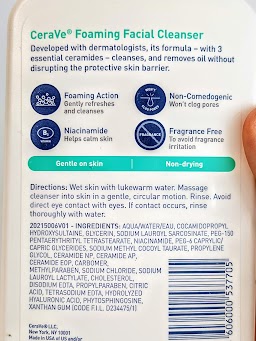 CeraVe® Foaming Facial Cleanser
Developed with dermatologists, its formula – with 3
essential ceramides – cleanses, and removes oil without
disrupting the protective skin barrier.
Foaming Action
Gently refreshes
and cleanses
WON'T
CLOG PORES
Non-Comedogenic
Won't clog pores
B3
Niacinamide
Helps calm skin
FRAGRANCE
Fragrance Free
To avoid fragrance
irritation
Gentle on skin
Non-drying
Directions: Wet skin with lukewarm water. Massage
cleanser into skin in a gentle, circular motion. Rinse. Avoid
direct eye contact with eyes. If contact occurs, rinse
thoroughly with water.
20215006V01 - INGREDIENTS: AQUA/WATER/EAU, COCAMIDOPROPYL
HYDROXYSULTAINE, GLYCERIN, SODIUM LAUROYL SARCOSINATE, PEG-150
PENTAERYTHRITYL TETRASTEARATE, NIACINAMIDE, PEG-6 CAPRYLIC/
CAPRIC GLYCERIDES, SODIUM METHYL COCOYL TAURATE, PROPYLENE
GLYCOL, CERAMIDE NP, CERAMIDE AP,
CERAMIDE EOP, CARBOMER,
METHYLPARABEN, SODIUM CHLORIDE, SODIUM
LAUROYL LACTYLATE, CHOLESTEROL,
DISODIUM EDTA, PROPYLPARABEN, CITRIC
ACID, TETRASODIUM EDTA, HYDROLYZED
HYALURONIC ACID, PHYTOSPHINGOSINE,
XANTHAN GUM (CODE F.I.L. D234475/1)
CeraVe® LLC,
New York, NY 10001
Made in USA of US and/or
606000 537705